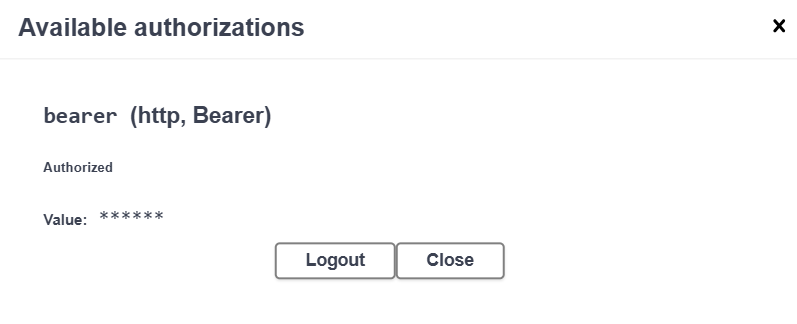 Available authorizations
bearer (http, Bearer)
Authorized
Value: ******
Logout Close